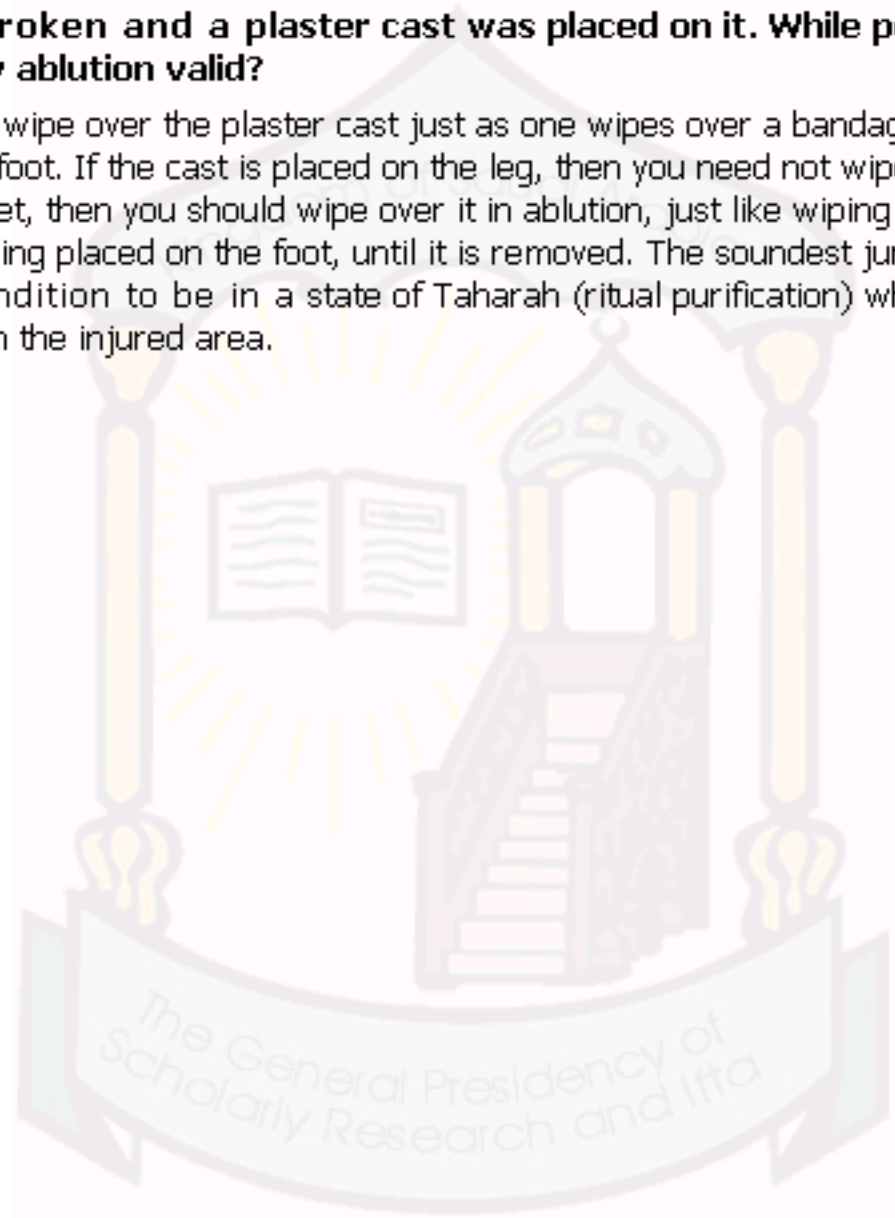 roken and a plaster cast was placed on it. While p
ablution valid?
wipe over the plaster cast just as one wipes over a bandag
foot. If the cast is placed on the leg, then you need not wip
et, then you should wipe over it in ablution, just like wiping
ing placed on the foot, until it is removed. The soundest ju
ndition to be in a state of Taharah (ritual purification) w
n the injured area.
Kingdom of Saudi Arabia
The General Presidency of
Scholarly Research and Ifta